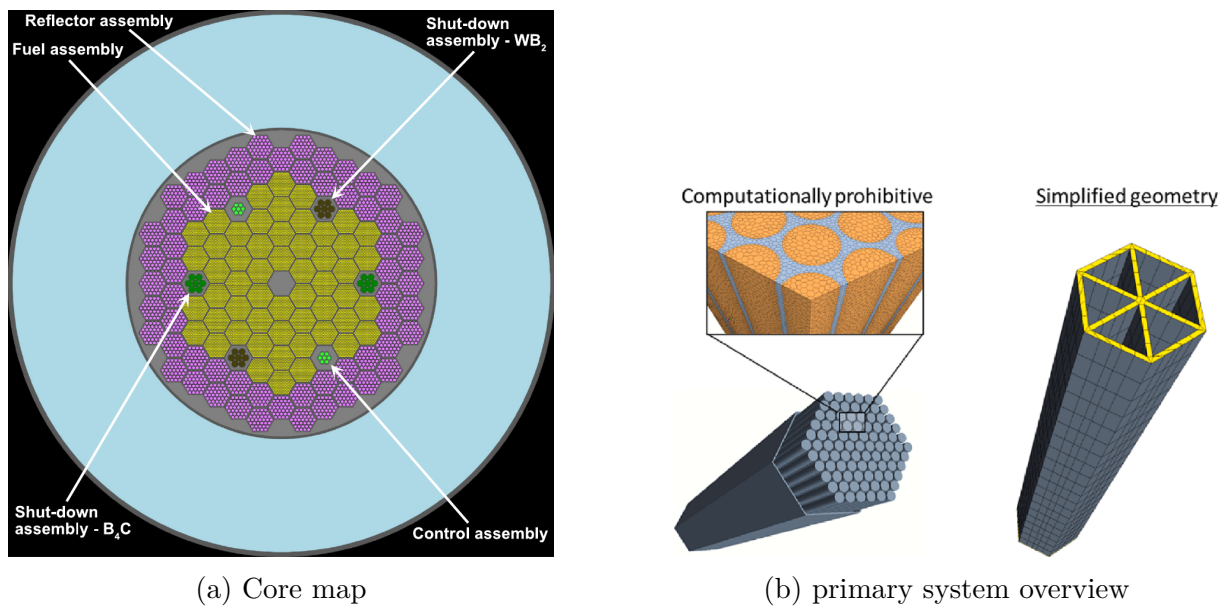 Reflector assembly
Fuel assembly
Shut-down
assembly - WB₂
Shut-down
assembly - B₄C
Control assembly
(a) Core map
Computationally prohibitive
Simplified geometry
(b) primary system overview